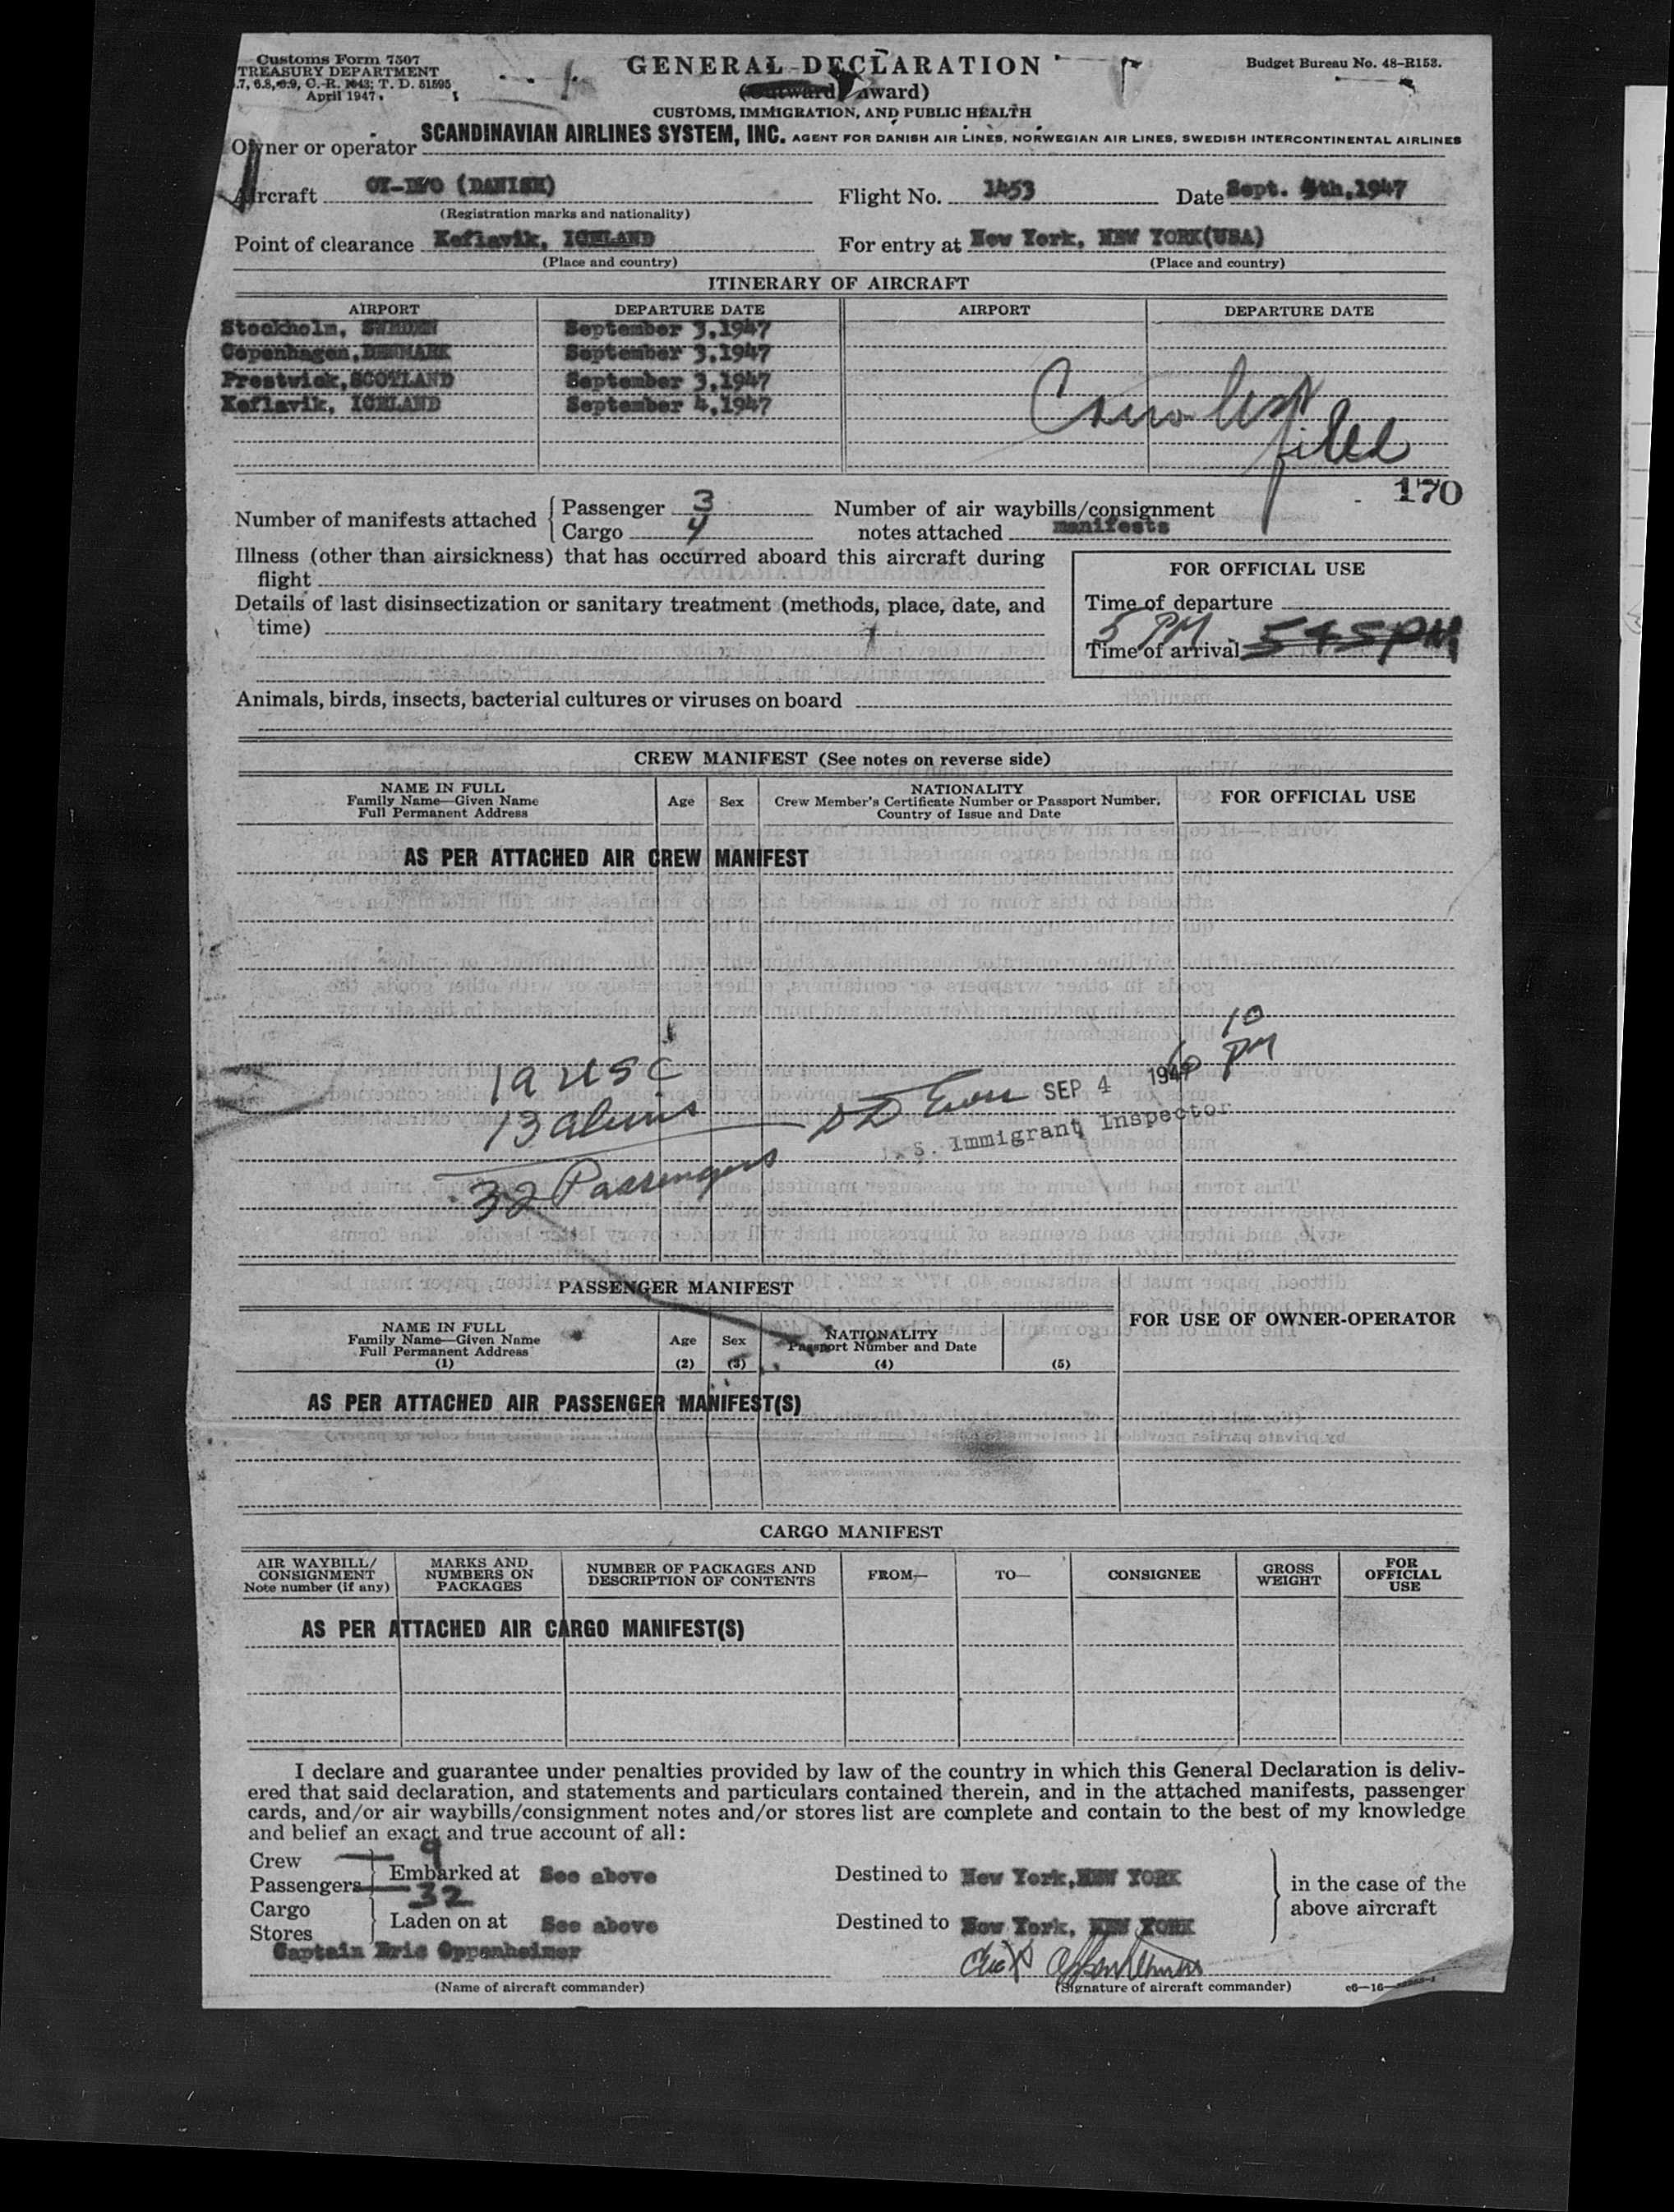 Customs Form 7507
TREASURY DEPARTMENT
.7, 6.8, 6.9, C.-R. 1943; T. D. 51595
April 1947.
GENERAL DECLARATION
(Outward/Inward)
CUSTOMS, IMMIGRATION, AND PUBLIC HEALTH
Budget Bureau No. 48-R153.
Owner or operator SCANDINAVIAN AIRLINES SYSTEM, INC. AGENT FOR DANISH AIR LINES, NORWEGIAN AIR LINES, SWEDISH INTERCONTINENTAL AIRLINES
Aircraft (DANISH) Flight No. 1453 Date Sept. 4th,1947
(Registration marks and nationality)
Point of clearance Keflavik, ICELAND For entry at New York, NEW YORK(USA)
(Place and country) (Place and country)
ITINERARY OF AIRCRAFT
AIRPORT DEPARTURE DATE AIRPORT DEPARTURE DATE
Stockholm, SWEDEN September 3,1947
Copenhagen,DENMARK September 3,1947
Prestwick,SCOTLAND September 3,1947
Keflavik, ICELAND September 4,1947
list
filed
170
Number of manifests attached { Passenger 3
Cargo 4
Number of air waybills/consignment
notes attached manifests
Illness (other than airsickness) that has occurred aboard this aircraft during
flight
Details of last disinsectization or sanitary treatment (methods, place, date, and
time)
FOR OFFICIAL USE
Time of departure
5 PM
Time of arrival 545PM
Animals, birds, insects, bacterial cultures or viruses on board
CREW MANIFEST (See notes on reverse side)
NAME IN FULL
Family Name—Given Name
Full Permanent Address
Age Sex
NATIONALITY
Crew Member's Certificate Number or Passport Number,
Country of Issue and Date
FOR OFFICIAL USE
AS PER ATTACHED AIR CREW MANIFEST
19 USC
13 aliens
32 Passengers
SEP 4 1947
10
PM
S. Immigrant Inspector
PASSENGER MANIFEST
NAME IN FULL
Family Name—Given Name
Full Permanent Address
(1)
Age
(2)
Sex
(3)
NATIONALITY
Passport Number and Date
(4) (5)
FOR USE OF OWNER-OPERATOR
AS PER ATTACHED AIR PASSENGER MANIFEST(S)
CARGO MANIFEST
AIR WAYBILL/
CONSIGNMENT
Note number (if any)
MARKS AND
NUMBERS ON
PACKAGES
NUMBER OF PACKAGES AND
DESCRIPTION OF CONTENTS
FROM— TO— CONSIGNEE
GROSS
WEIGHT
FOR
OFFICIAL
USE
AS PER ATTACHED AIR CARGO MANIFEST(S)
I declare and guarantee under penalties provided by law of the country in which this General Declaration is deliv-
ered that said declaration, and statements and particulars contained therein, and in the attached manifests, passenger
cards, and/or air waybills/consignment notes and/or stores list are complete and contain to the best of my knowledge
and belief an exact and true account of all:
Crew 9
Passengers 32
Embarked at See above Destined to New York,NEW YORK
Cargo
Stores
Laden on at See above Destined to New York, NEW YORK
in the case of the
above aircraft
Captain Eric Oppenheimer
(Name of aircraft commander) (Signature of aircraft commander)